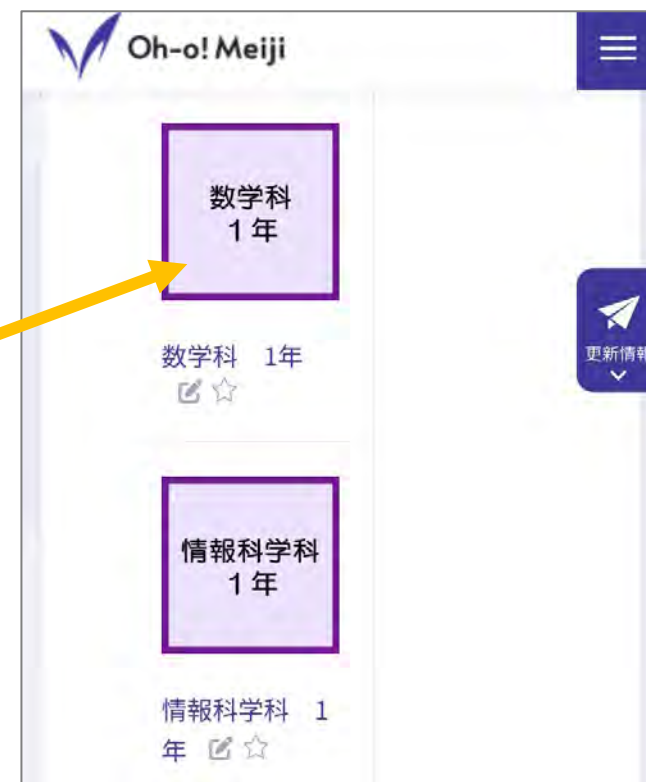 Oh-o! Meiji
数学科
1年
数学科 1年
更新情報
情報科学科
1年
情報科学科 1
年